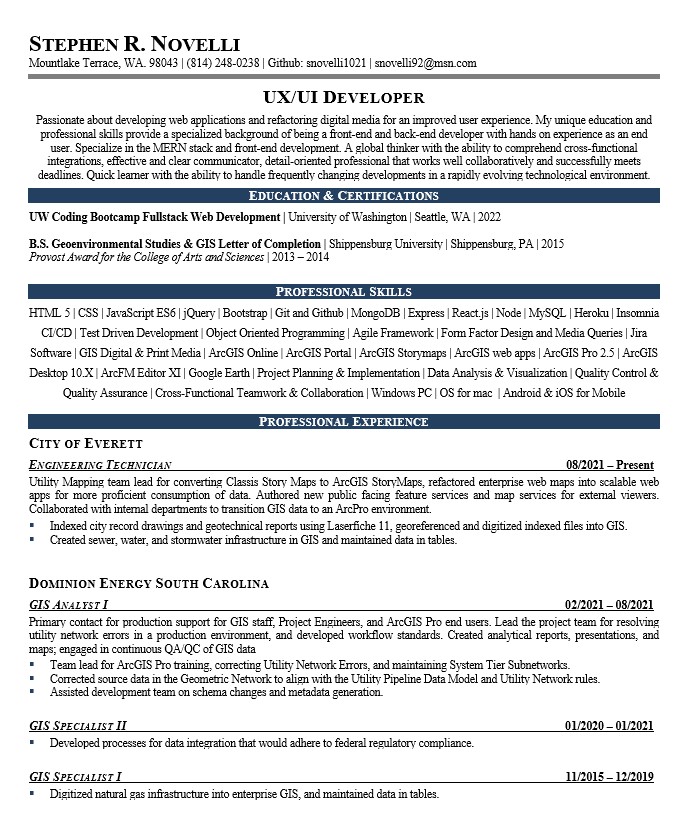 STEPHEN R. NOVELLI
Mountlake Terrace, WA. 98043 | (814) 248-0238 | Github: snovelli1021 | snovelli92@msn.com
UX/UI DEVELOPER
Passionate about developing web applications and refactoring digital media for an improved user experience. My unique education and
professional skills provide a specialized background of being a front-end and back-end developer with hands on experience as an end
user. Specialize in the MERN stack and front-end development. A global thinker with the ability to comprehend cross-functional
integrations, effective and clear communicator, detail-oriented professional that works well collaboratively and successfully meets
deadlines. Quick learner with the ability to handle frequently changing developments in a rapidly evolving technological environment.
EDUCATION & CERTIFICATIONS
UW Coding Bootcamp Fullstack Web Development | University of Washington | Seattle, WA | 2022
B.S. Geoenvironmental Studies & GIS Letter of Completion | Shippensburg University | Shippensburg, PA | 2015
Provost Award for the College of Arts and Sciences | 2013 – 2014
PROFESSIONAL SKILLS
HTML 5 | CSS | JavaScript ES6 | jQuery | Bootstrap | Git and Github | MongoDB | Express | React.js | Node | MySQL | Heroku | Insomnia
CI/CD | Test Driven Development | Object Oriented Programming | Agile Framework | Form Factor Design and Media Queries | Jira
Software | GIS Digital & Print Media | ArcGIS Online | ArcGIS Portal | ArcGIS Storymaps | ArcGIS web apps | ArcGIS Pro 2.5 | ArcGIS
Desktop 10.X | ArcFM Editor XI | Google Earth | Project Planning & Implementation | Data Analysis & Visualization | Quality Control &
Quality Assurance | Cross-Functional Teamwork & Collaboration | Windows PC | OS for mac | Android & iOS for Mobile
PROFESSIONAL EXPERIENCE
CITY OF EVERETT
ENGINEERING TECHNICIAN 08/2021 – Present
Utility Mapping team lead for converting Classis Story Maps to ArcGIS StoryMaps, refactored enterprise web maps into scalable web
apps for more proficient consumption of data. Authored new public facing feature services and map services for external viewers.
Collaborated with internal departments to transition GIS data to an ArcPro environment.
▪ Indexed city record drawings and geotechnical reports using Laserfiche 11, georeferenced and digitized indexed files into GIS.
▪ Created sewer, water, and stormwater infrastructure in GIS and maintained data in tables.
DOMINION ENERGY SOUTH CAROLINA
GIS ANALYST I 02/2021 – 08/2021
Primary contact for production support for GIS staff, Project Engineers, and ArcGIS Pro end users. Lead the project team for resolving
utility network errors in a production environment, and developed workflow standards. Created analytical reports, presentations, and
maps; engaged in continuous QA/QC of GIS data
▪ Team lead for ArcGIS Pro training, correcting Utility Network Errors, and maintaining System Tier Subnetworks.
▪ Corrected source data in the Geometric Network to align with the Utility Pipeline Data Model and Utility Network rules.
▪ Assisted development team on schema changes and metadata generation.
GIS SPECIALIST II 01/2020 – 01/2021
▪ Developed processes for data integration that would adhere to federal regulatory compliance.
GIS SPECIALIST I 11/2015 – 12/2019
▪ Digitized natural gas infrastructure into enterprise GIS, and maintained data in tables.